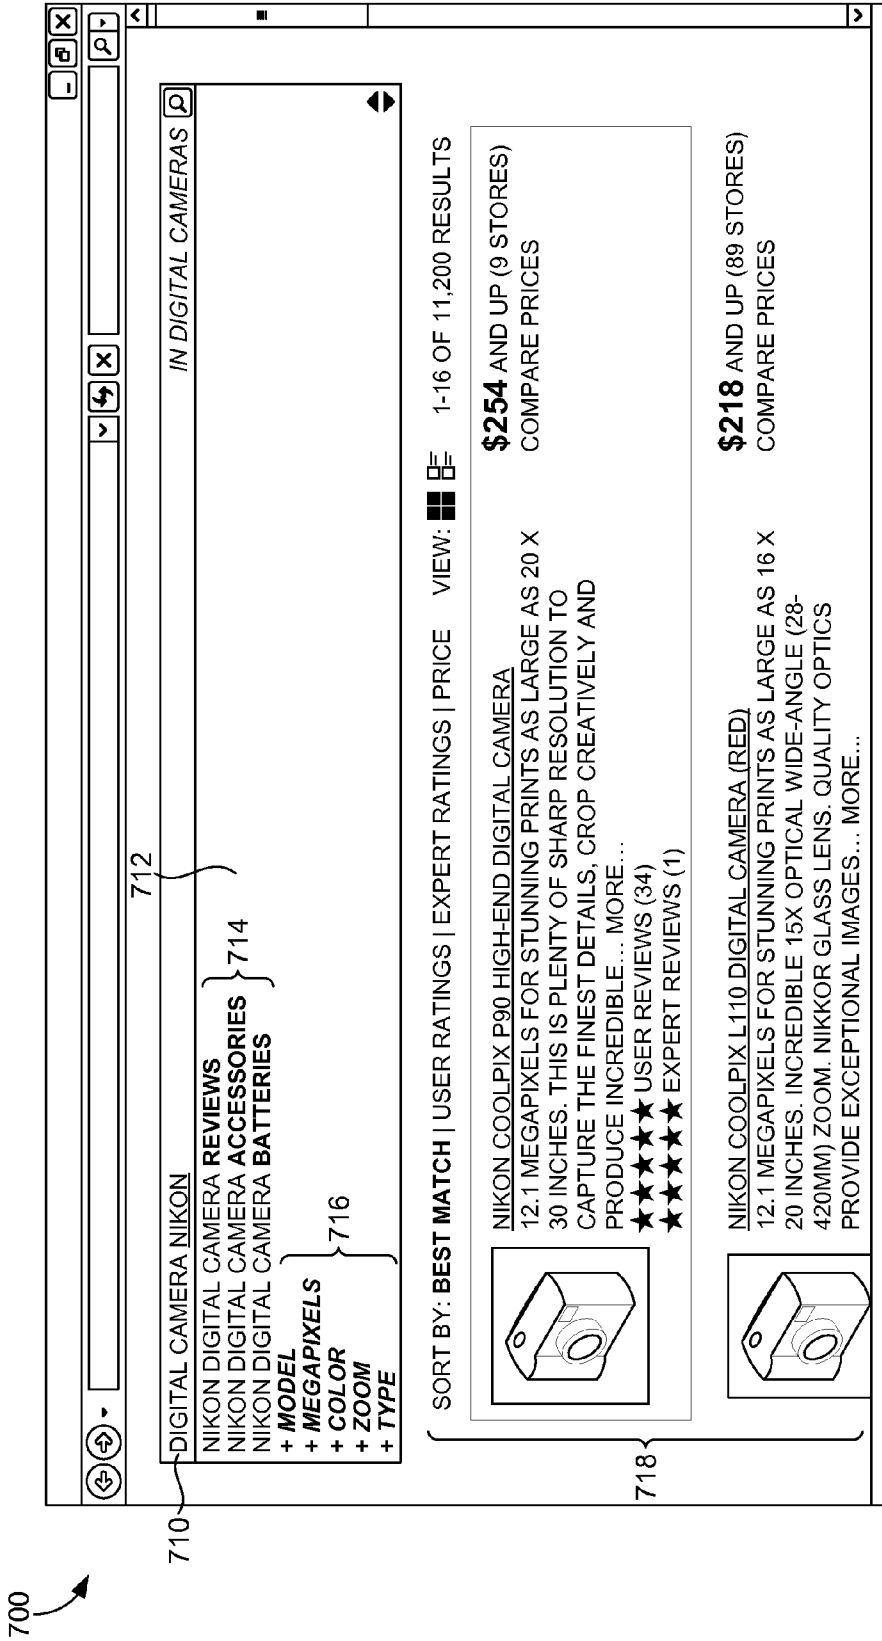 700
710
DIGITAL CAMERA NIKON IN DIGITAL CAMERAS
712
NIKON DIGITAL CAMERA REVIEWS
NIKON DIGITAL CAMERA ACCESSORIES
NIKON DIGITAL CAMERA BATTERIES
714
+ MODEL
+ MEGAPIXELS
+ COLOR
+ ZOOM
+ TYPE
716
SORT BY: BEST MATCH | USER RATINGS | EXPERT RATINGS | PRICE VIEW: 1-16 OF 11,200 RESULTS
718
NIKON COOLPIX P90 HIGH-END DIGITAL CAMERA
12.1 MEGAPIXELS FOR STUNNING PRINTS AS LARGE AS 20 X
30 INCHES. THIS IS PLENTY OF SHARP RESOLUTION TO
CAPTURE THE FINEST DETAILS, CROP CREATIVELY AND
PRODUCE INCREDIBLE... MORE...
★★★★★ USER REVIEWS (34)
★★★★★ EXPERT REVIEWS (1)
$254 AND UP (9 STORES)
COMPARE PRICES
NIKON COOLPIX L110 DIGITAL CAMERA (RED)
12.1 MEGAPIXELS FOR STUNNING PRINTS AS LARGE AS 16 X
20 INCHES. INCREDIBLE 15X OPTICAL WIDE-ANGLE (28-
420MM) ZOOM. NIKKOR GLASS LENS. QUALITY OPTICS
PROVIDE EXCEPTIONAL IMAGES... MORE...
$218 AND UP (89 STORES)
COMPARE PRICES